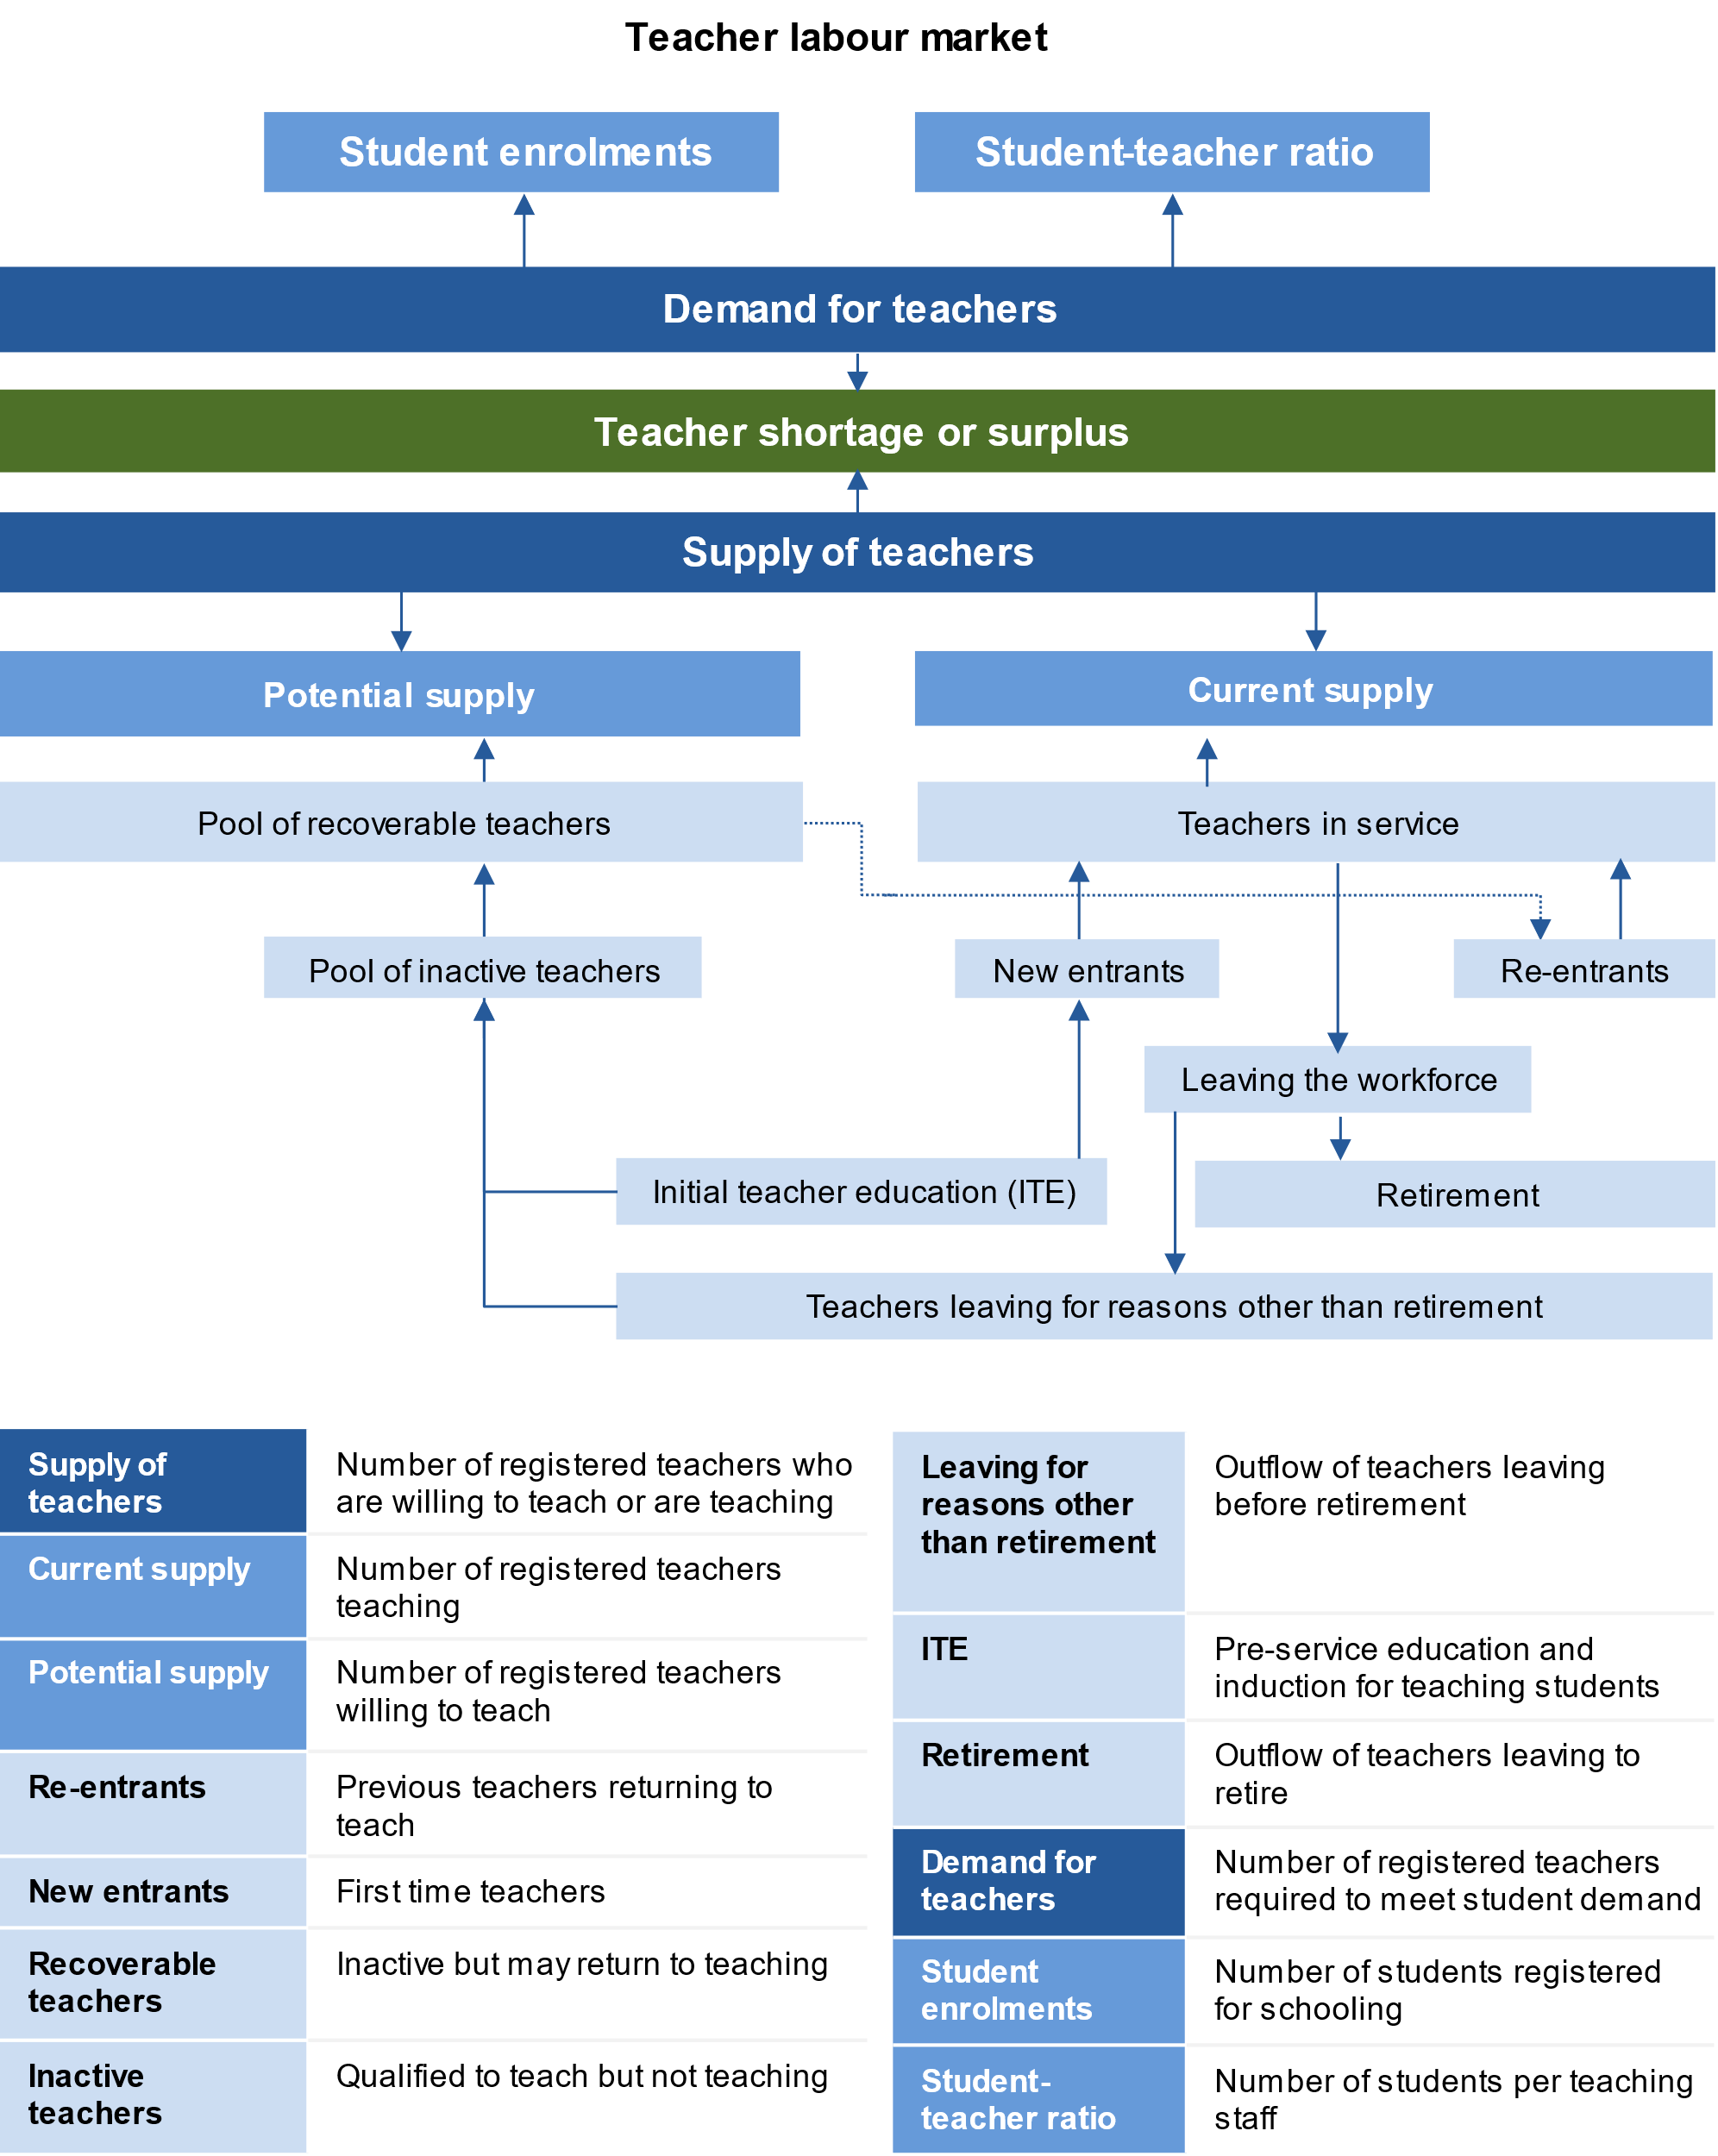 Teacher labour market
Student enrolments
Student-teacher ratio
Demand for teachers
Teacher shortage or surplus
Supply of teachers
Potential supply
Current supply
Pool of recoverable teachers
Teachers in service
Pool of inactive teachers
New entrants
Re-entrants
Leaving the workforce
Initial teacher education (ITE)
Retirement
Teachers leaving for reasons other than retirement
Supply of
teachers
Number of registered teachers who
are willing to teach or are teaching
Current supply
Number of registered teachers
teaching
Potential supply
Number of registered teachers
willing to teach
Re-entrants
Previous teachers returning to
teach
New entrants
First time teachers
Recoverable
teachers
Inactive but may return to teaching
Inactive
teachers
Qualified to teach but not teaching
Leaving for
reasons other
than retirement
Outflow of teachers leaving
before retirement
ITE
Pre-service education and
induction for teaching students
Retirement
Outflow of teachers leaving to
retire
Demand for
teachers
Number of registered teachers
required to meet student demand
Student
enrolments
Number of students registered
for schooling
Student-
teacher ratio
Number of students per teaching
staff